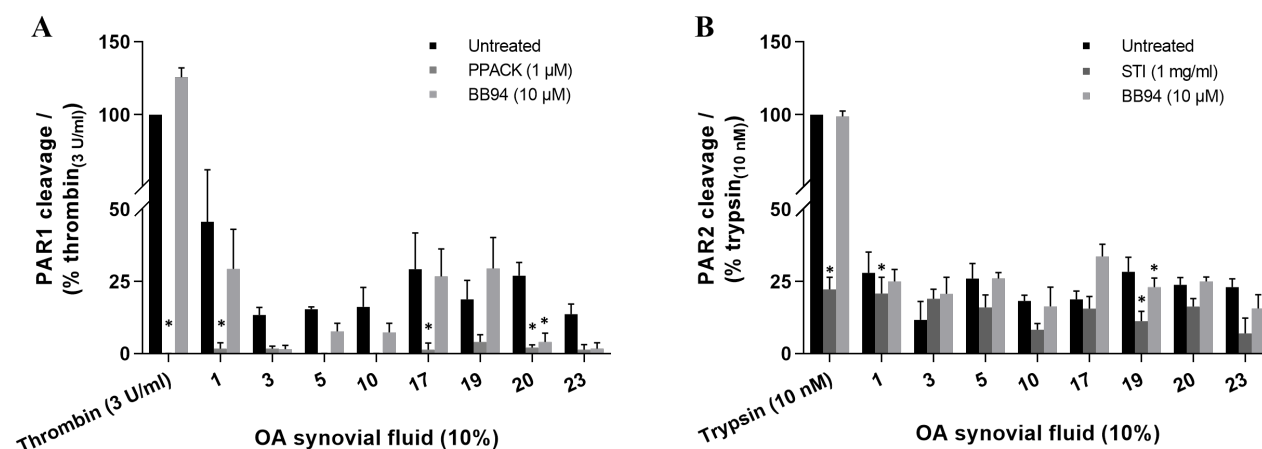 A
150
100
50
25
0
PAR1 cleavage /
(% thrombin(3 U/ml))
Untreated
PPACK (1 µM)
BB94 (10 µM)
*
*
*
*
*
Thrombin (3 U/ml)
1
3
5
10
17
19
20
23
OA synovial fluid (10%)
B
150
100
50
25
0
PAR2 cleavage /
(% trypsin(10 nM))
Untreated
STI (1 mg/ml)
BB94 (10 µM)
*
*
*
*
Trypsin (10 nM)
1
3
5
10
17
19
20
23
OA synovial fluid (10%)